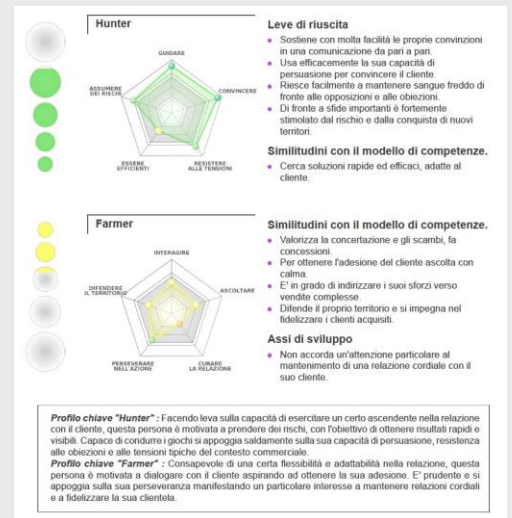 Hunter
GUIDARE
CONVINCERE
RESISTERE
ALLE TENSIONI
ESSERE
EFFICIENTI
ASSUMERE
DEI RISCHI
Leve di riuscita
Sostiene con molta facilità le proprie convinzioni
in una comunicazione da pari a pari.
Usa efficacemente la sua capacità di
persuasione per convincere il cliente.
Riesce facilmente a mantenere sangue freddo di
fronte alle opposizioni e alle obiezioni.
Di fronte a sfide importanti è fortemente
stimolato dal rischio e dalla conquista di nuovi
territori.
Similitudini con il modello di competenze.
Cerca soluzioni rapide ed efficaci, adatte al
cliente.
Farmer
INTERAGIRE
ASCOLTARE
CURARE
LA RELAZIONE
PERSEVERARE
NELL'AZIONE
DIFENDERE
IL TERRITORIO
Similitudini con il modello di competenze.
Valorizza la concertazione e gli scambi, fa
concessioni.
Per ottenere l'adesione del cliente ascolta con
calma.
E' in grado di indirizzare i suoi sforzi verso
vendite complesse.
Difende il proprio territorio e si impegna nel
fidelizzare i clienti acquisiti.
Assi di sviluppo
Non accorda un'attenzione particolare al
mantenimento di una relazione cordiale con il
suo cliente.
Profilo chiave "Hunter" : Facendo leva sulla capacità di esercitare un certo ascendente nella relazione
con il cliente, questa persona è motivata a prendere dei rischi, con l'obiettivo di ottenere risultati rapidi e
visibili. Capace di condurre i giochi si appoggia saldamente sulla sua capacità di persuasione, resistenza
alle obiezioni e alle tensioni tipiche del contesto commerciale.
Profilo chiave "Farmer" : Consapevole di una certa flessibilità e adattabilità nella relazione, questa
persona è motivata a dialogare con il cliente aspirando ad ottenere la sua adesione. E' prudente e si
appoggia sulla sua perseveranza manifestando un particolare interesse a mantenere relazioni cordiali
e a fidelizzare la sua clientela.